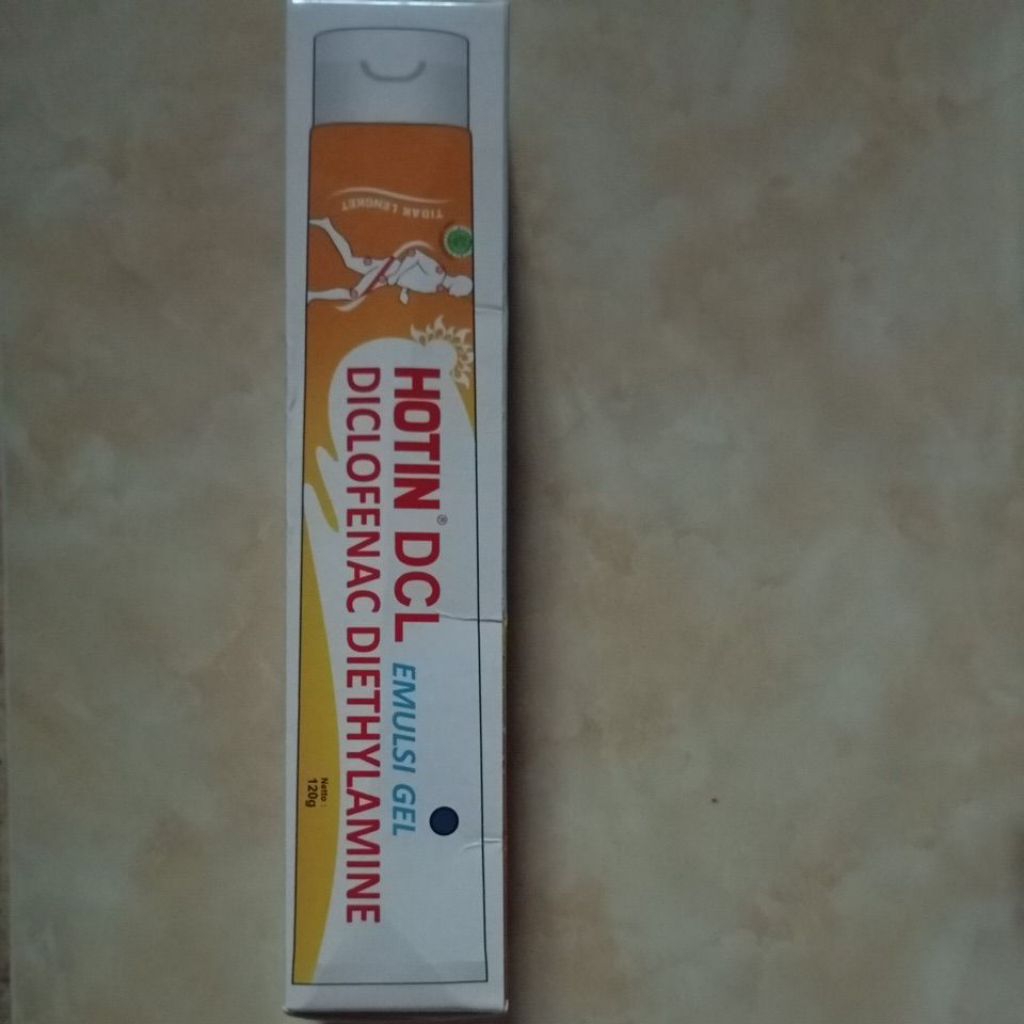 TIDAK LENGKET
HOTIN® DCL EMULSI GEL
DICLOFENAC DIETHYLAMINE
Netto :
120g